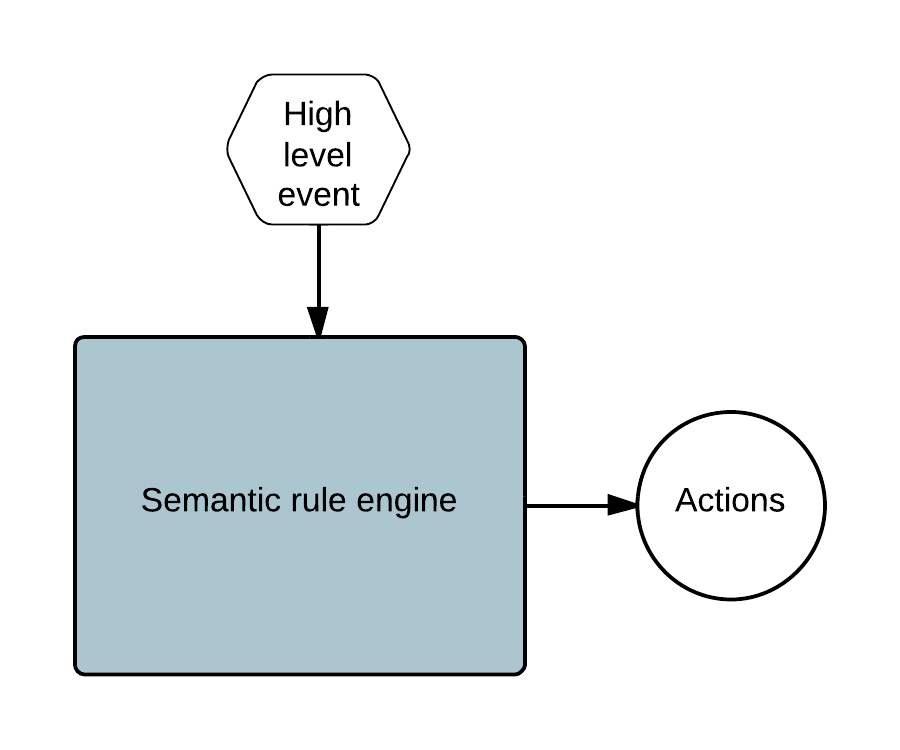 High
level
event
Semantic rule engine
Actions